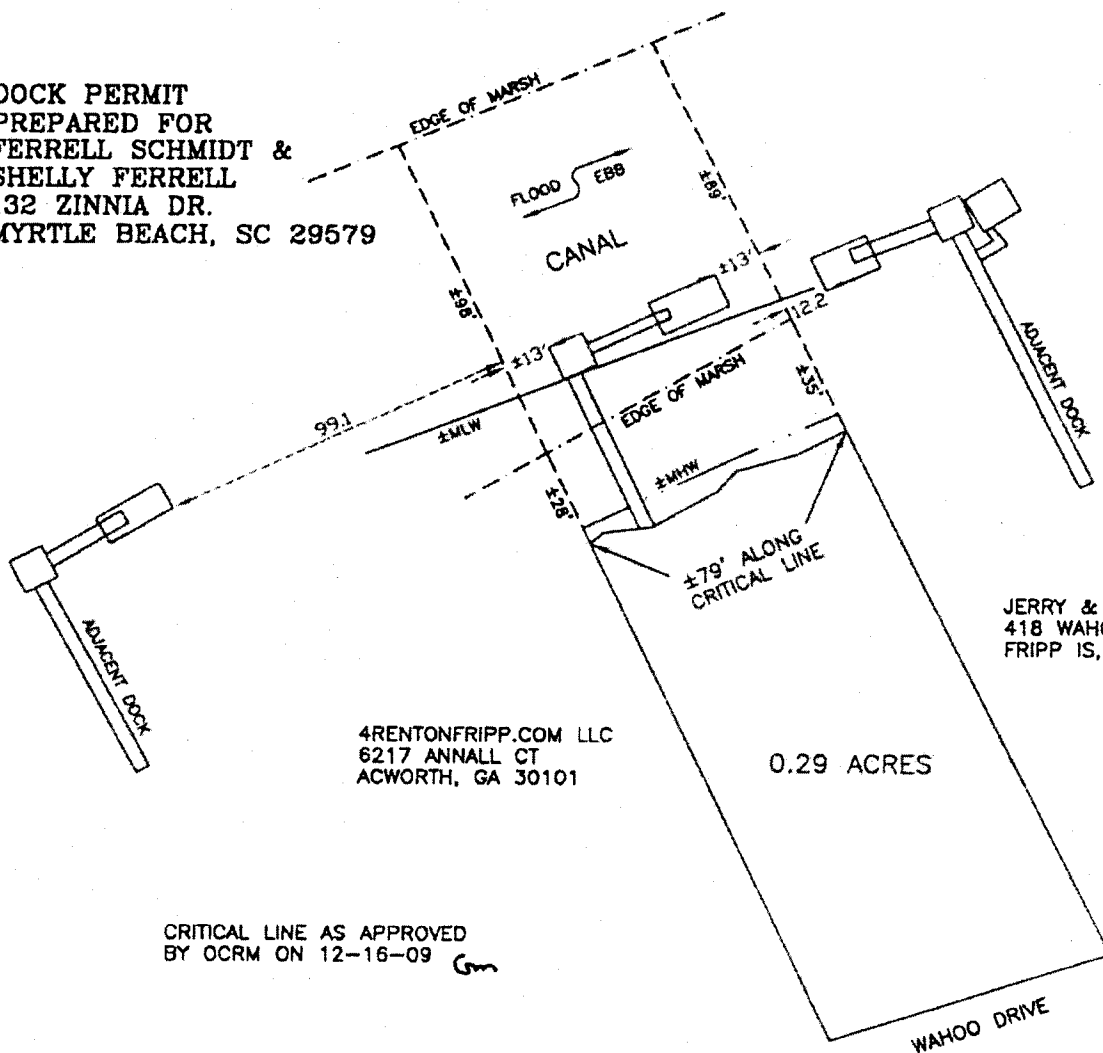 DOCK PERMIT
PREPARED FOR
FERRELL SCHMIDT &
SHELLY FERRELL
132 ZINNIA DR.
MYRTLE BEACH, SC 29579
EDGE OF MARSH
FLOOD EBB
CANAL
±89'
±98'
±13'
±13'
12.2
99.1
±MLW
EDGE OF MARSH
±35'
ADJACENT DOCK
±MHW
±28'
±79' ALONG
CRITICAL LINE
ADJACENT DOCK
JERRY &
418 WAHO
FRIPP IS,
4RENTONFRIPP.COM LLC
6217 ANNALL CT
ACWORTH, GA 30101
0.29 ACRES
CRITICAL LINE AS APPROVED
BY OCRM ON 12-16-09
WAHOO DRIVE